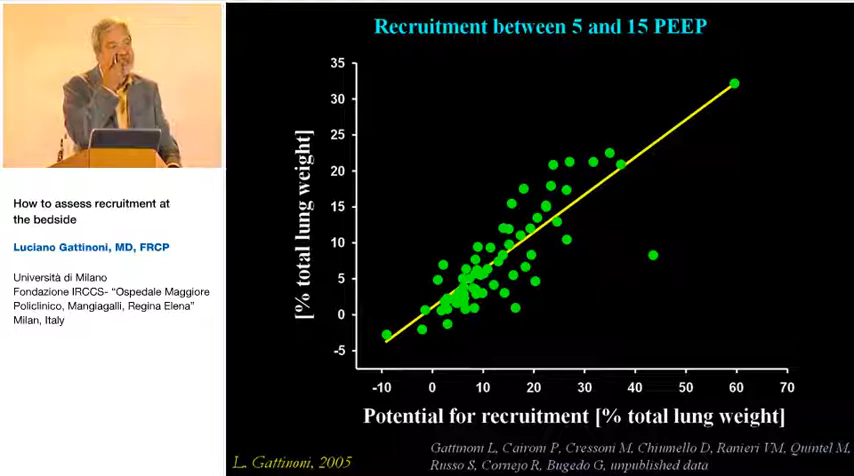 How to assess recruitment at
the bedside
Luciano Gattinoni, MD, FRCP
Università di Milano
Fondazione IRCCS- “Ospedale Maggiore
Policlinico, Mangiagalli, Regina Elena”
Milan, Italy
Recruitment between 5 and 15 PEEP
[% total lung weight]
35
30
25
20
15
10
5
0
-5
-10 0 10 20 30 40 50 60 70
Potential for recruitment [% total lung weight]
L. Gattinoni, 2005
Gattinoni L, Caironi P, Cressoni M, Chiumello D, Ranieri VM, Quintel M,
Russo S, Cornejo R, Bugedo G, unpublished data